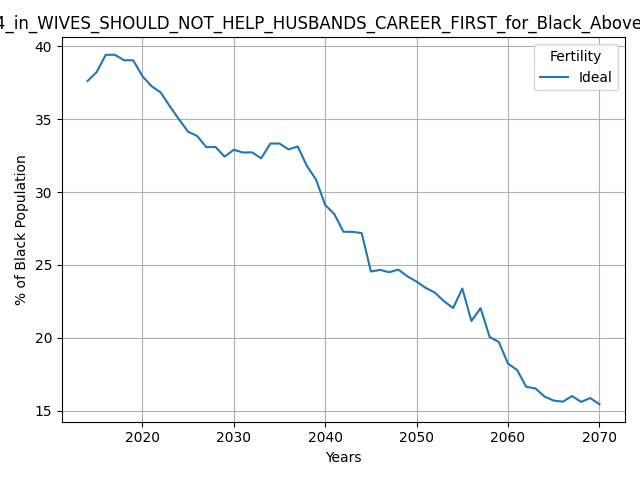 4_in_WIVES_SHOULD_NOT_HELP_HUSBANDS_CAREER_FIRST_for_Black_Above
Fertility
Ideal
% of Black Population
40
35
30
25
20
15
2020 2030 2040 2050 2060 2070
Years